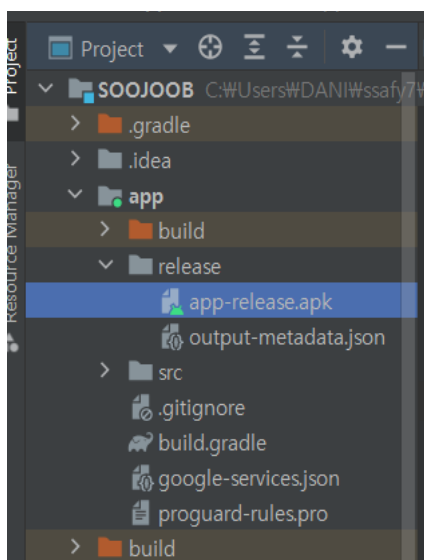 Project
SOOJOOB C:₩Users₩DANI₩ssafy7₩
.gradle
.idea
app
build
release
app-release.apk
output-metadata.json
src
.gitignore
build.gradle
google-services.json
proguard-rules.pro
build
Project
Resource Manager